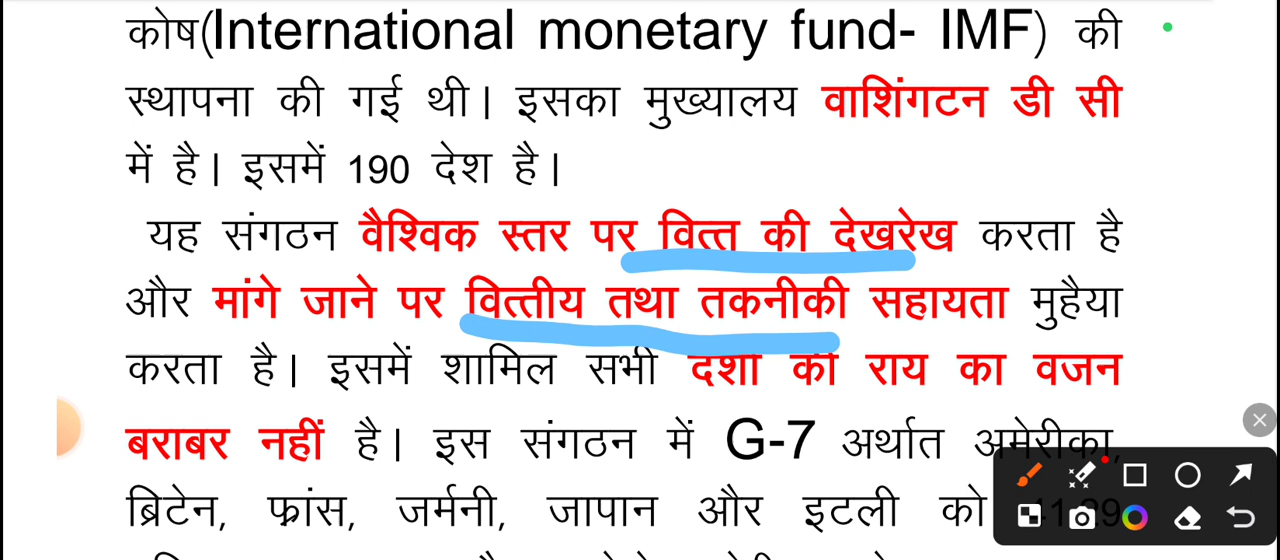 कोष(International monetary fund- IMF) की
स्थापना की गई थी। इसका मुख्यालय वाशिंगटन डी सी
में है। इसमें 190 देश है।
यह संगठन वैश्विक स्तर पर वित्त की देखरेख करता है
और मांगे जाने पर वित्तीय तथा तकनीकी सहायता मुहैया
करता है। इसमें शामिल सभी देशों की राय का वजन
बराबर नहीं है। इस संगठन में G-7 अर्थात अमेरीका,
ब्रिटेन, फ्रांस, जर्मनी, जापान और इटली को 41.29